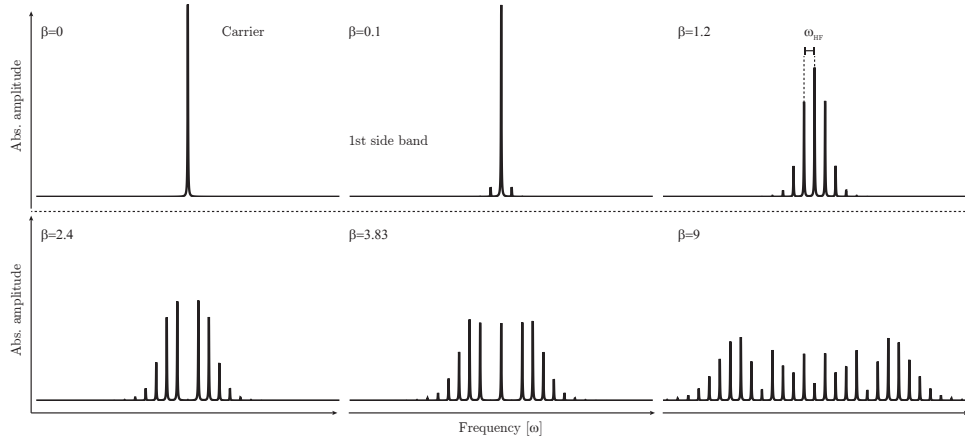 β=0
Carrier
β=0.1
β=1.2
ω_HF
Abs. amplitude
1st side band
β=2.4
β=3.83
β=9
Abs. amplitude
Frequency [ω]